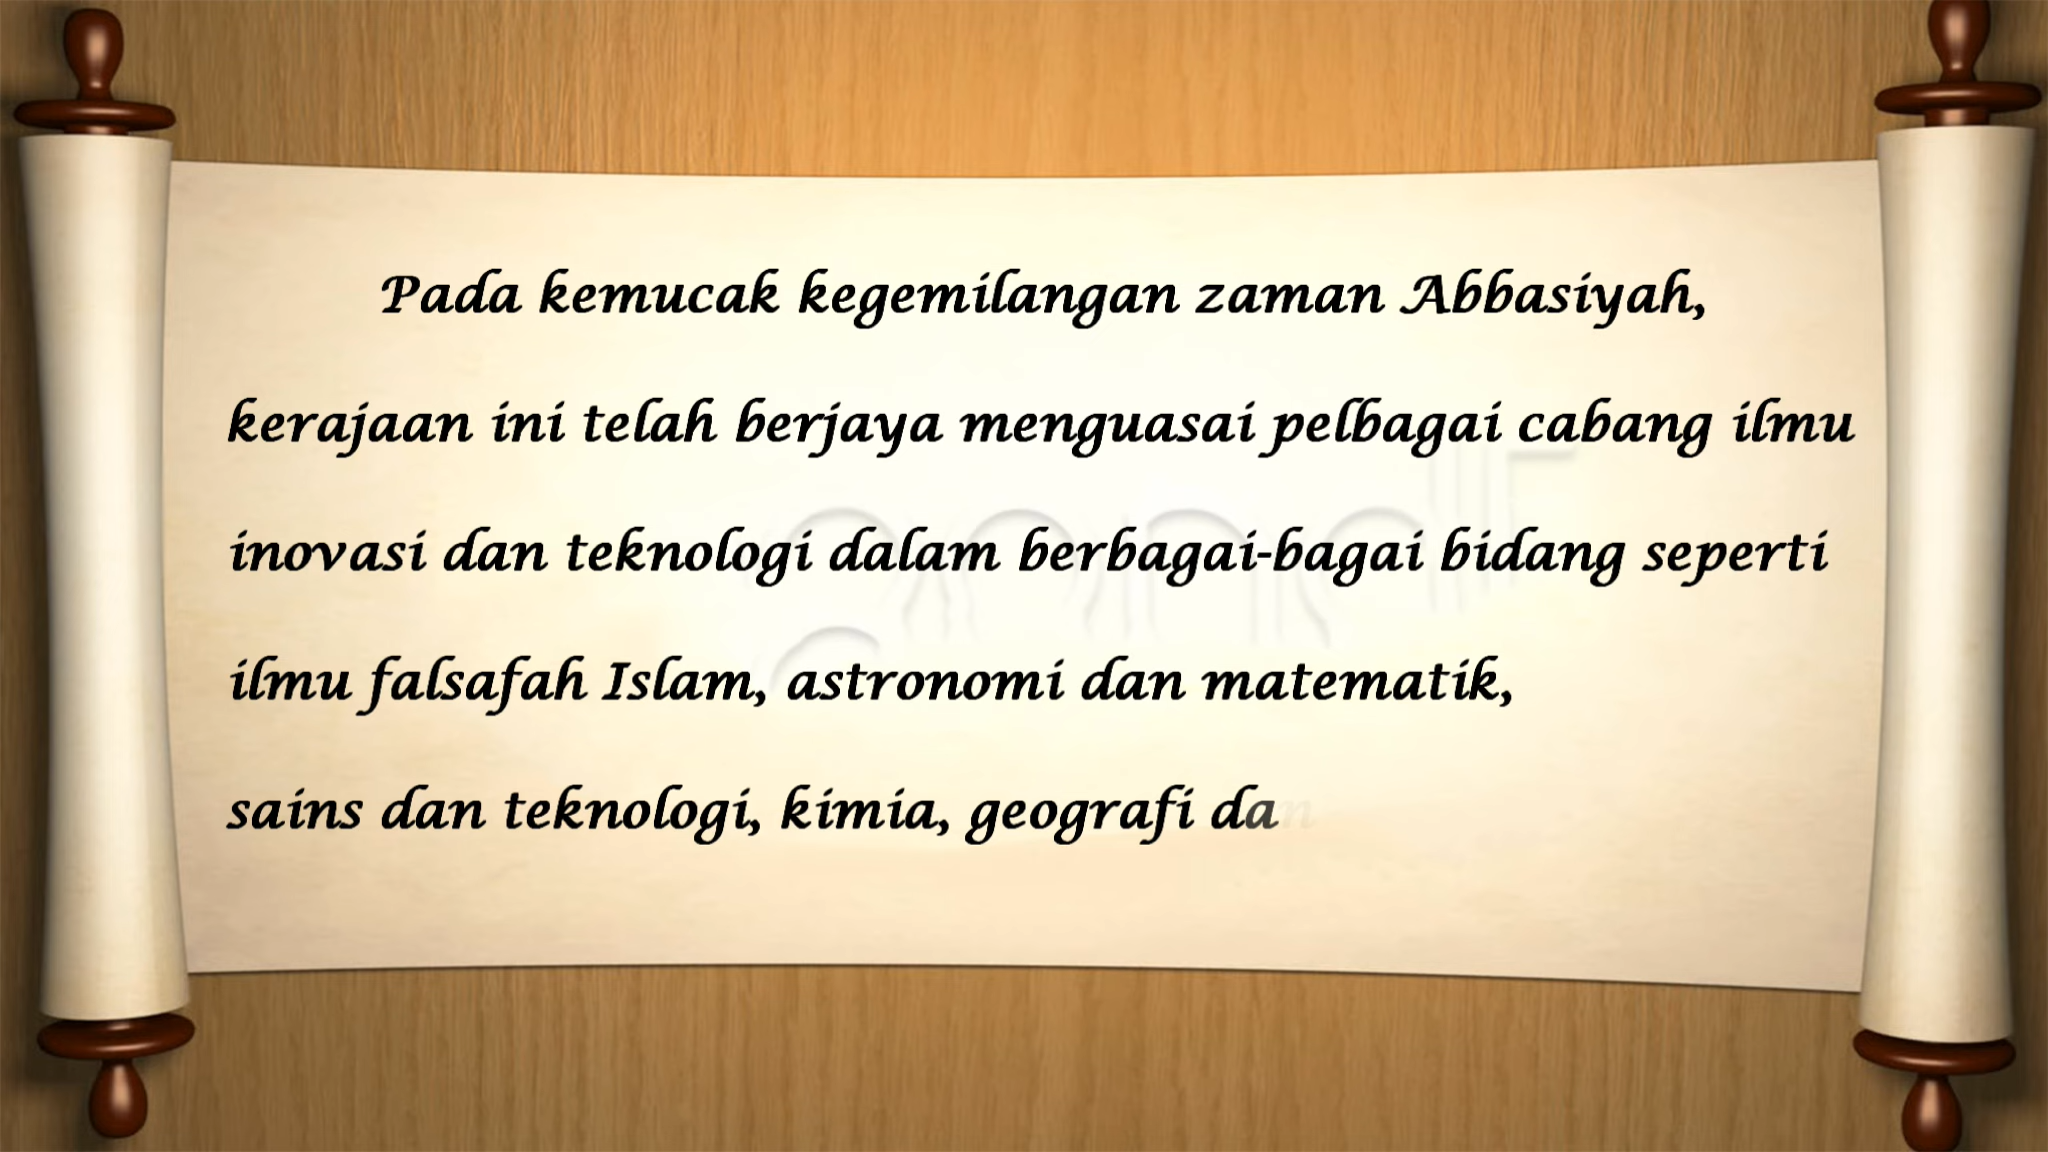 Pada kemucak kegemilangan zaman Abbasiyah,
kerajaan ini telah berjaya menguasai pelbagai cabang ilmu
inovasi dan teknologi dalam berbagai-bagai bidang seperti
ilmu falsafah Islam, astronomi dan matematik,
sains dan teknologi, kimia, geografi dan